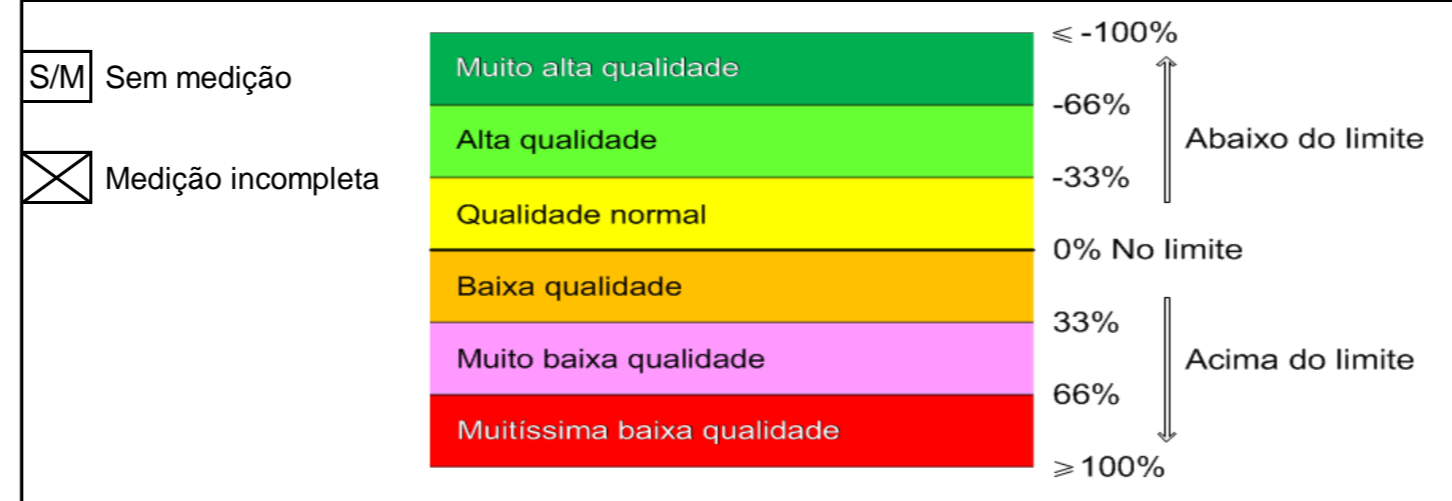 S/M Sem medição
Medição incompleta
Muito alta qualidade
Alta qualidade
Qualidade normal
Baixa qualidade
Muito baixa qualidade
Muitíssima baixa qualidade
⩽ -100%
-66%
-33%
0% No limite
33%
66%
⩾ 100%
Abaixo do limite
Acima do limite